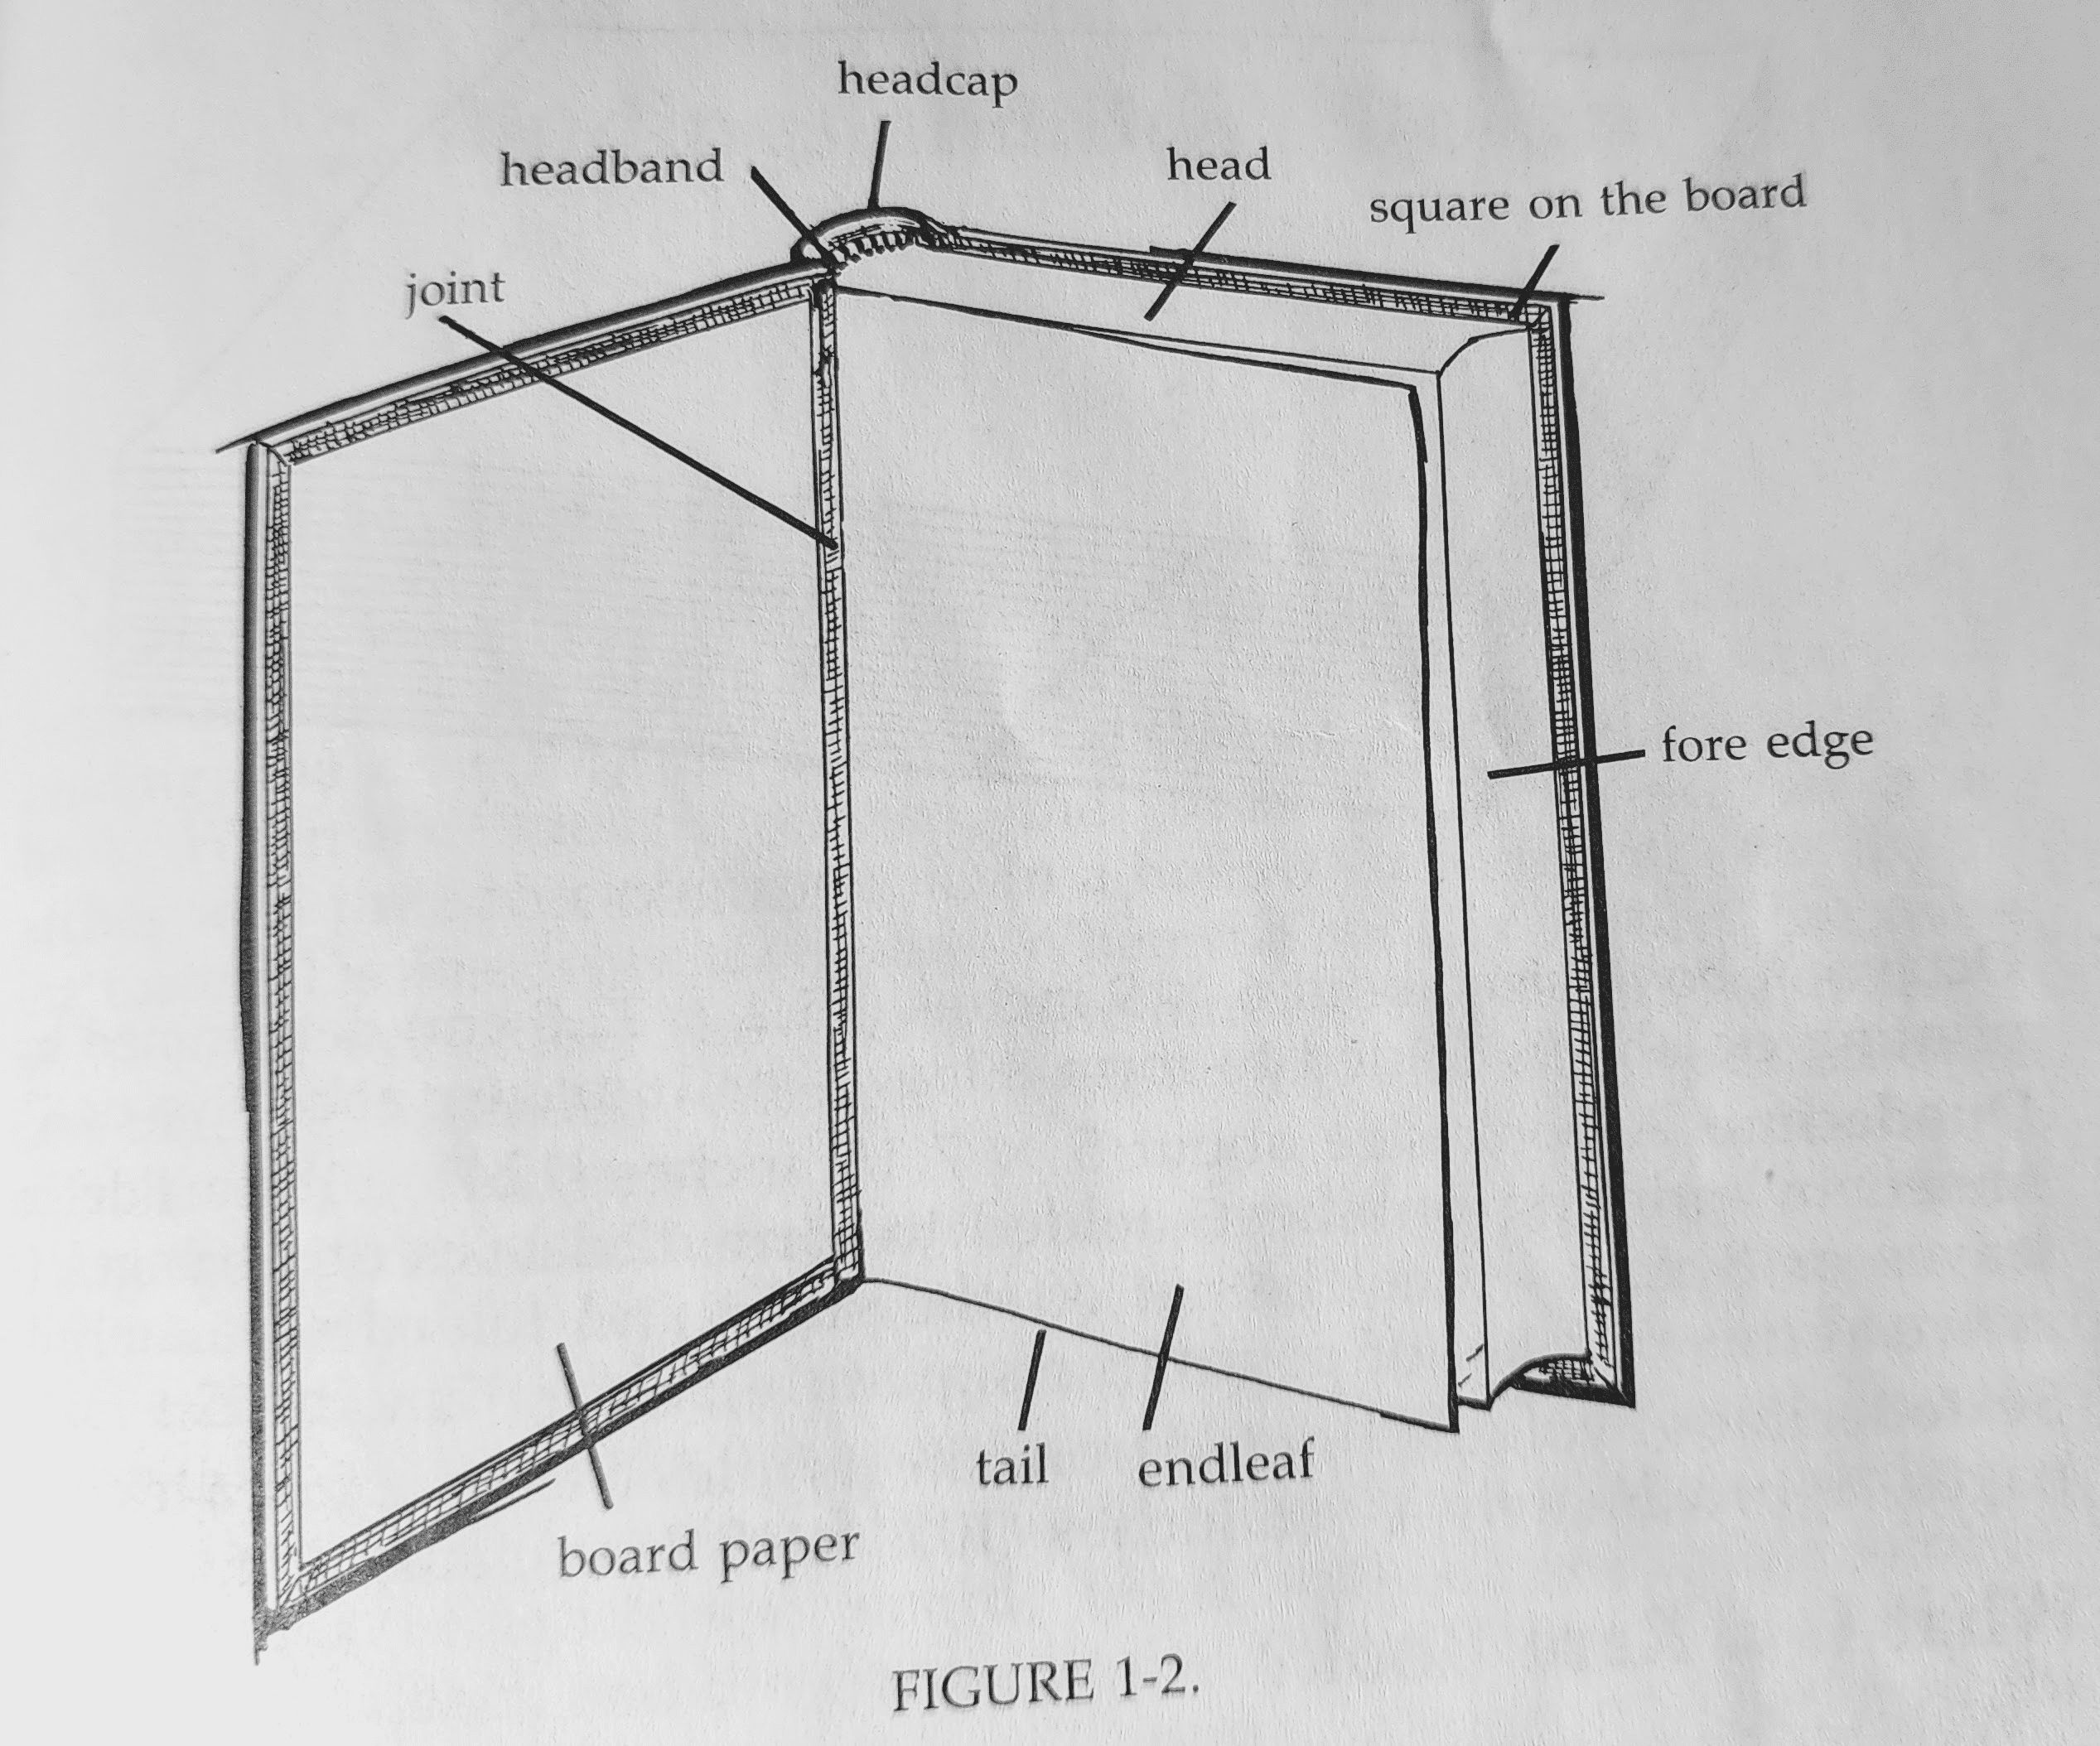 headcap
headband
head
square on the board
joint
fore edge
tail
endleaf
board paper
FIGURE 1-2.